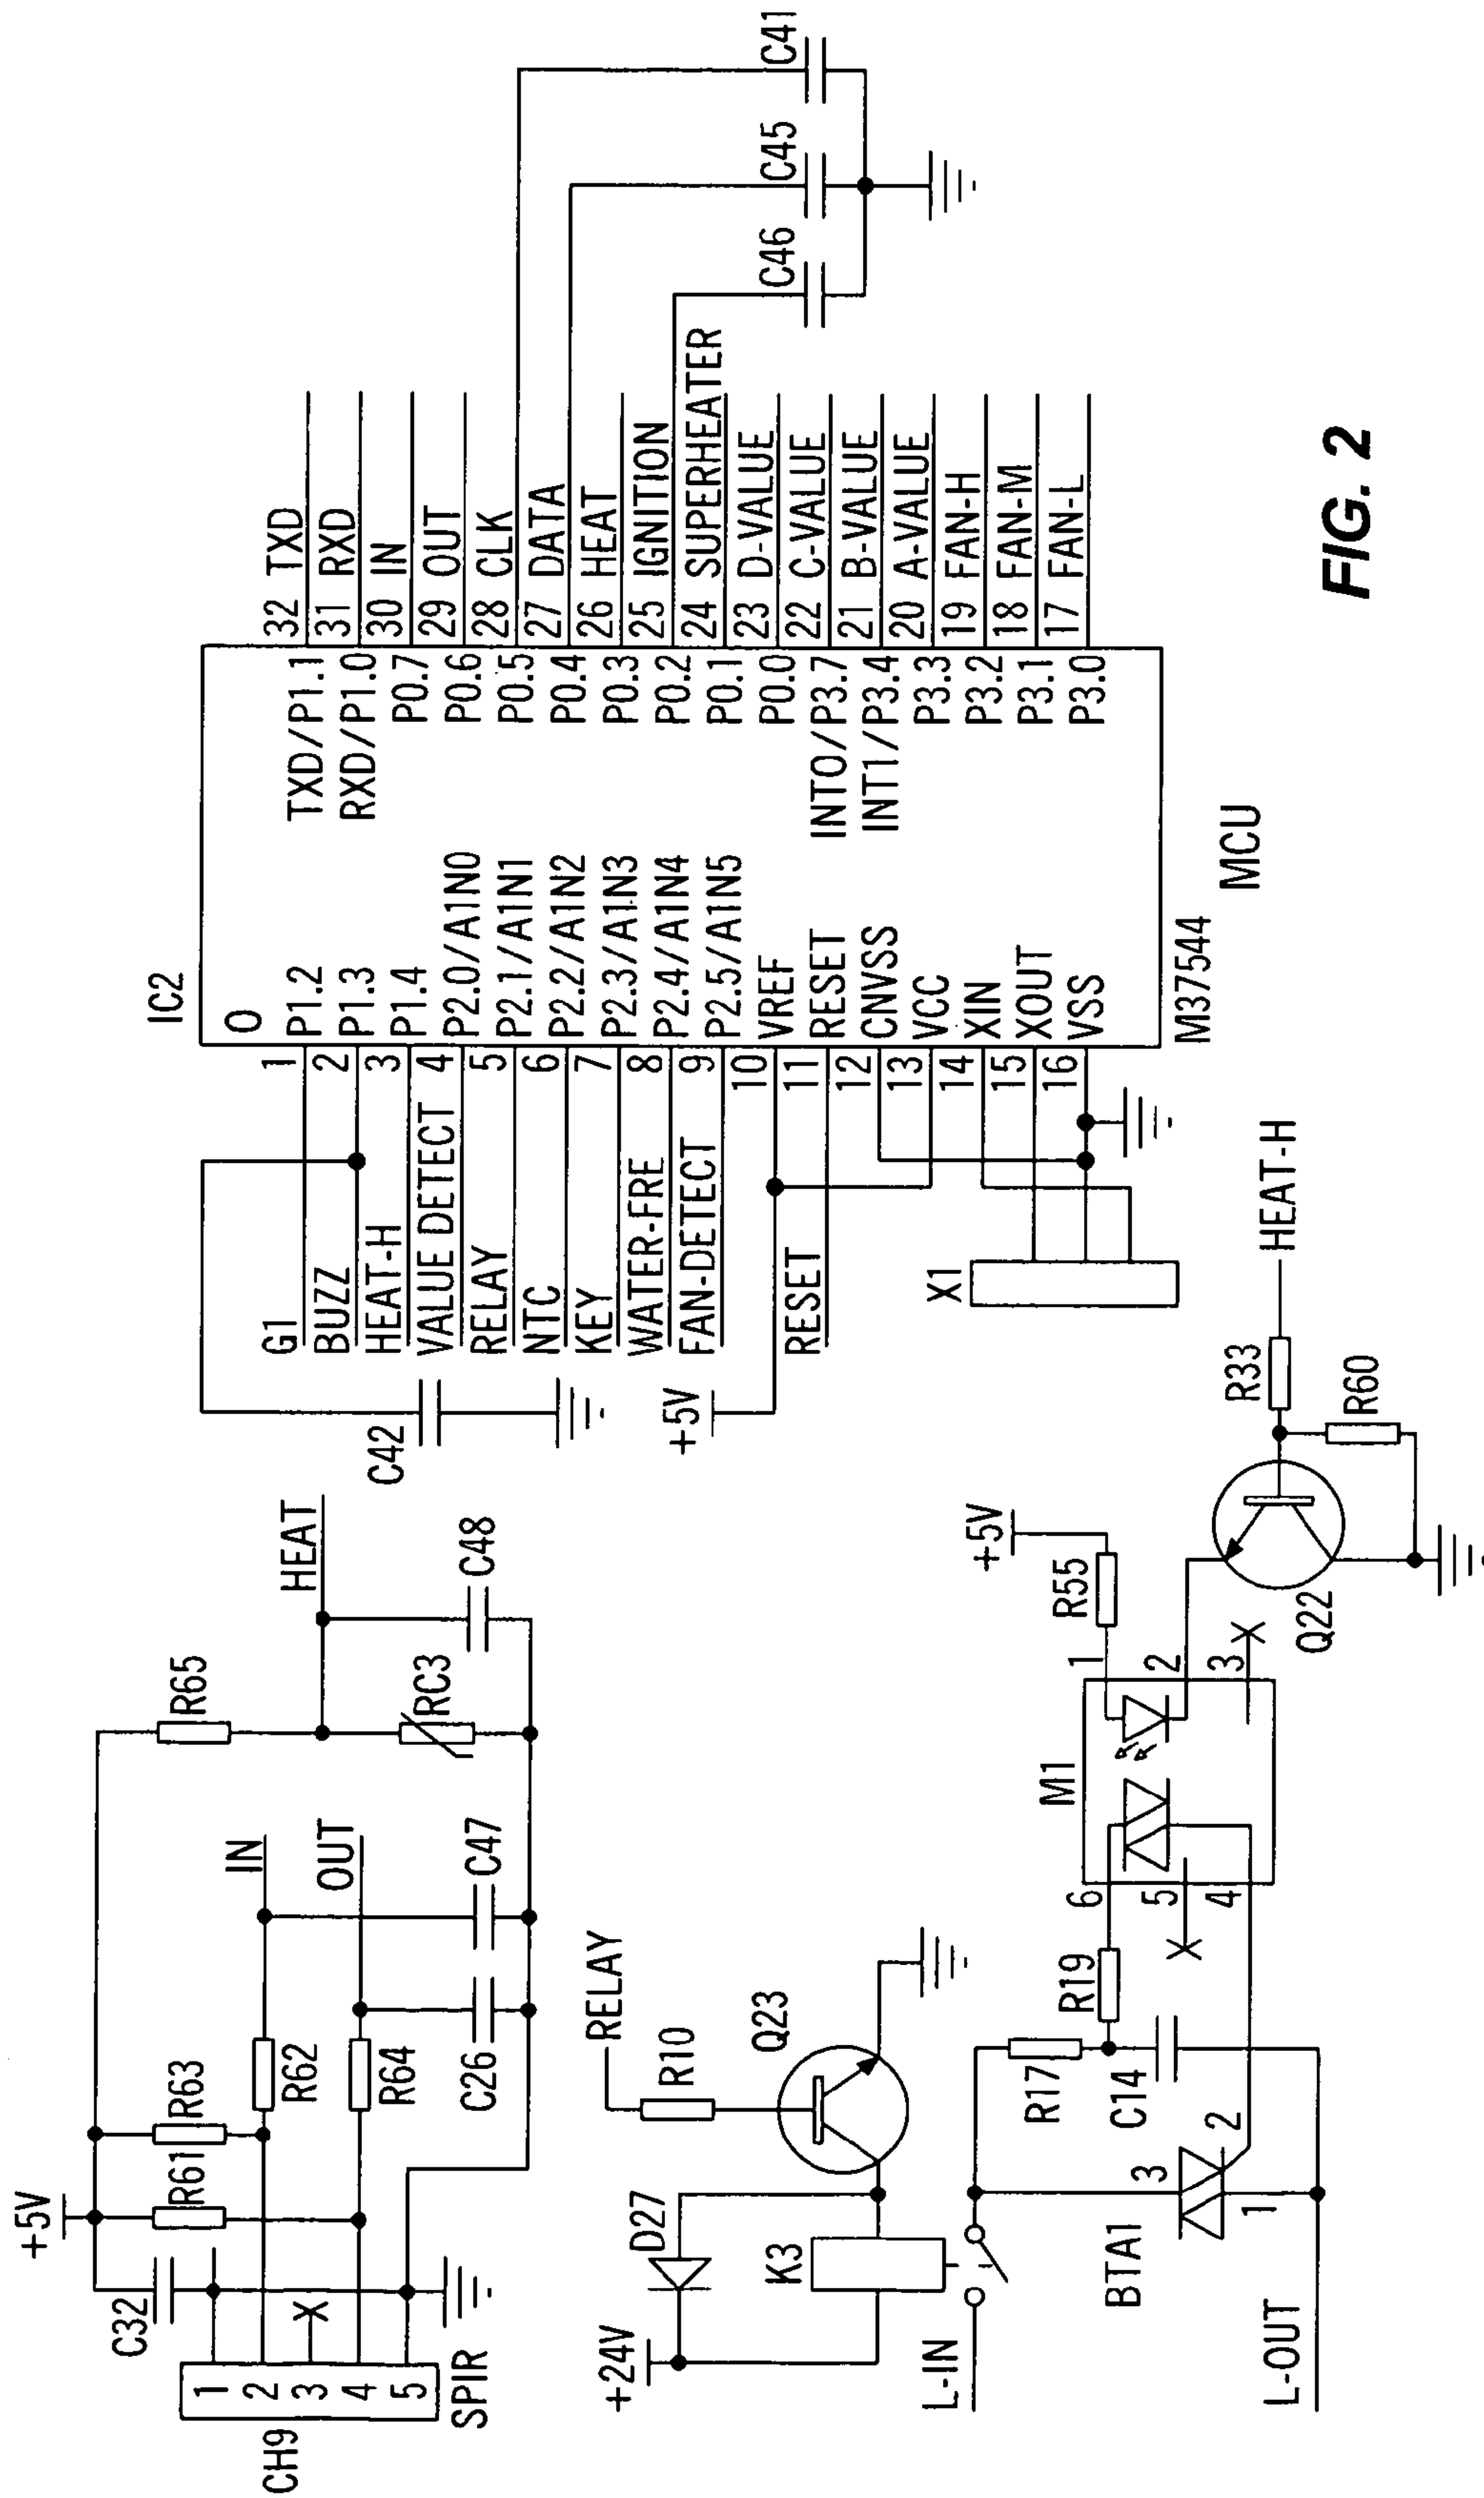 CH9
1
2
3
4
5
SPIR
C32
+5V
R61
R63
R62
R64
C26
C47
IN
OUT
R65
RC3
HEAT
C48
X
+24V
D27
K3
RELAY
R10
Q23
L-IN
L-OUT
BTA1
3
1
2
R17
C14
R19
6
5
4
X
M1
1
2
3
X
R55
+5V
Q22
R33
R60
HEAT-H
C42
+5V
X1
IC2
O
G1 1 P1.2
BUZZ 2 P1.3
HEAT-H 3 P1.4
VALUE DETECT 4 P2.0/A1N0
RELAY 5 P2.1/A1N1
NTC 6 P2.2/A1N2
KEY 7 P2.3/A1N3
WATER-FRE 8 P2.4/A1N4
FAN-DETECT 9 P2.5/A1N5
10 VREF
RESET 11 RESET
12 CNVSS
13 VCC
14 XIN
15 XOUT
16 VSS
TXD/P1.1 32 TXD
RXD/P1.0 31 RXD
P0.7 30 IN
P0.6 29 OUT
P0.5 28 CLK
P0.4 27 DATA
P0.3 26 HEAT
P0.2 25 IGNITION
P0.1 24 SUPERHEATER
P0.0 23 D-VALUE
INT0/P3.7 22 C-VALUE
INT1/P3.4 21 B-VALUE
P3.3 20 A-VALUE
P3.2 19 FAN-H
P3.1 18 FAN-M
P3.0 17 FAN-L
M37544
MCU
C46
C45
C41
FIG. 2